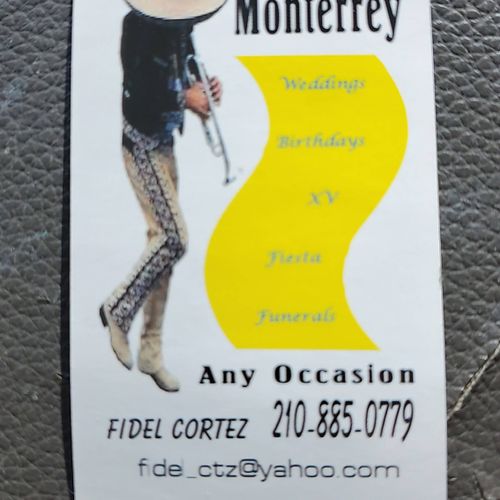 Monterrey
Weddings
Birthdays
XV
Fiesta
Funerals
Any Occasion
FIDEL CORTEZ 210-885-0779
fidel_ctz@yahoo.com